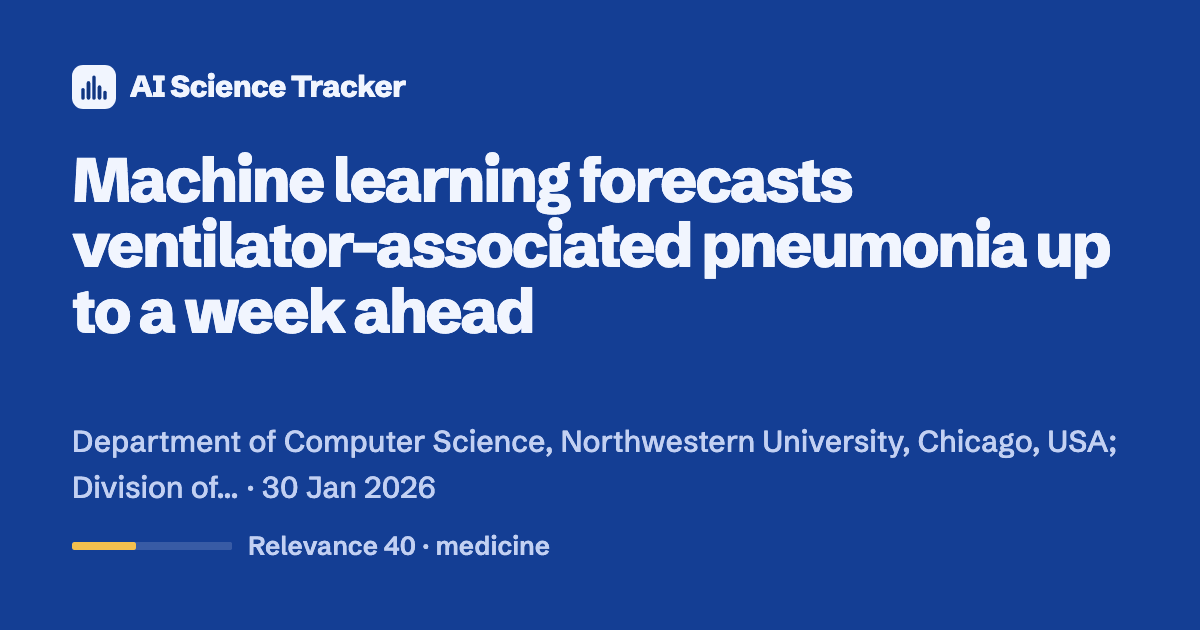 AI Science Tracker
Machine learning forecasts
ventilator-associated pneumonia up
to a week ahead
Department of Computer Science, Northwestern University, Chicago, USA;
Division of... · 30 Jan 2026
Relevance 40 · medicine